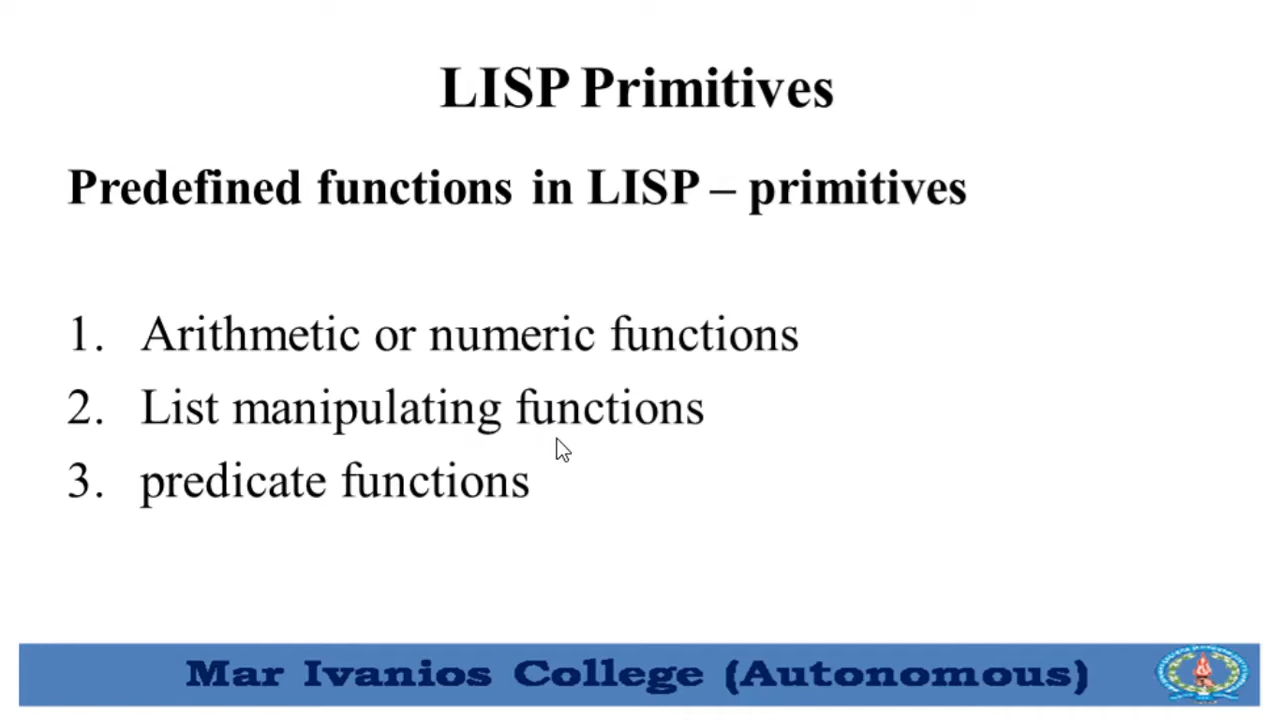 LISP Primitives
Predefined functions in LISP – primitives
1. Arithmetic or numeric functions
2. List manipulating functions
3. predicate functions
Mar Ivanios College (Autonomous)